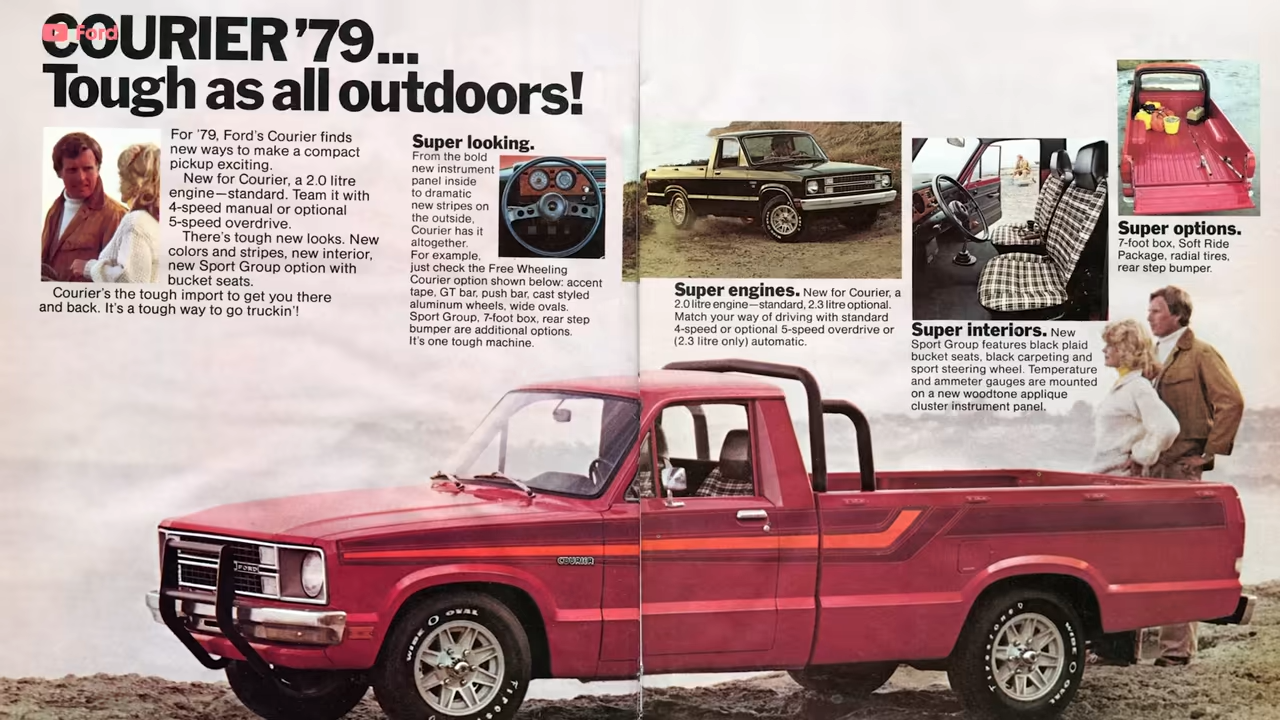 Ford
COURIER '79...
Tough as all outdoors!
For '79, Ford's Courier finds
new ways to make a compact
pickup exciting.
New for Courier, a 2.0 litre
engine—standard. Team it with
4-speed manual or optional
5-speed overdrive.
There's tough new looks. New
colors and stripes, new interior,
new Sport Group option with
bucket seats.
Courier's the tough import to get you there
and back. It's a tough way to go truckin'!
Super looking.
From the bold
new instrument
panel inside
to dramatic
new stripes on
the outside,
Courier has it
altogether.
For example,
just check the Free Wheeling
Courier option shown below: accent
tape, GT bar, push bar, cast styled
aluminum wheels, wide ovals.
Sport Group, 7-foot box, rear step
bumper are additional options.
It's one tough machine.
Super engines. New for Courier, a
2.0 litre engine—standard, 2.3 litre optional.
Match your way of driving with standard
4-speed or optional 5-speed overdrive or
(2.3 litre only) automatic.
Super interiors. New
Sport Group features black plaid
bucket seats, black carpeting and
sport steering wheel. Temperature
and ammeter gauges are mounted
on a new woodtone applique
cluster instrument panel.
Super options.
7-foot box, Soft Ride
Package, radial tires,
rear step bumper.
COURIER
FORD
WIDE O OVAL
Firestone
Firestone
WIDE O OVAL